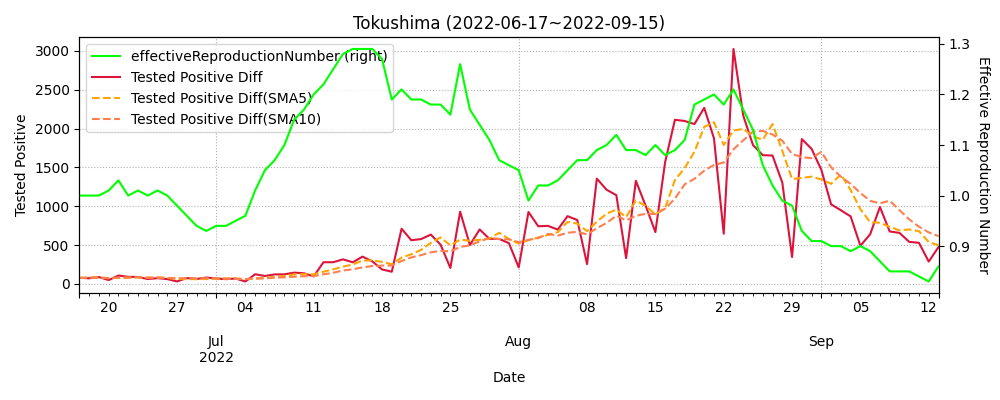 Tokushima (2022-06-17~2022-09-15)
effectiveReproductionNumber (right)
Tested Positive Diff
Tested Positive Diff(SMA5)
Tested Positive Diff(SMA10)
Tested Positive
3000
2500
2000
1500
1000
500
0
Effective Reproduction Number
1.3
1.2
1.1
1.0
0.9
20 27 04 11 18 25 08 15 22 29 05 12
Jul Aug Sep
2022
Date